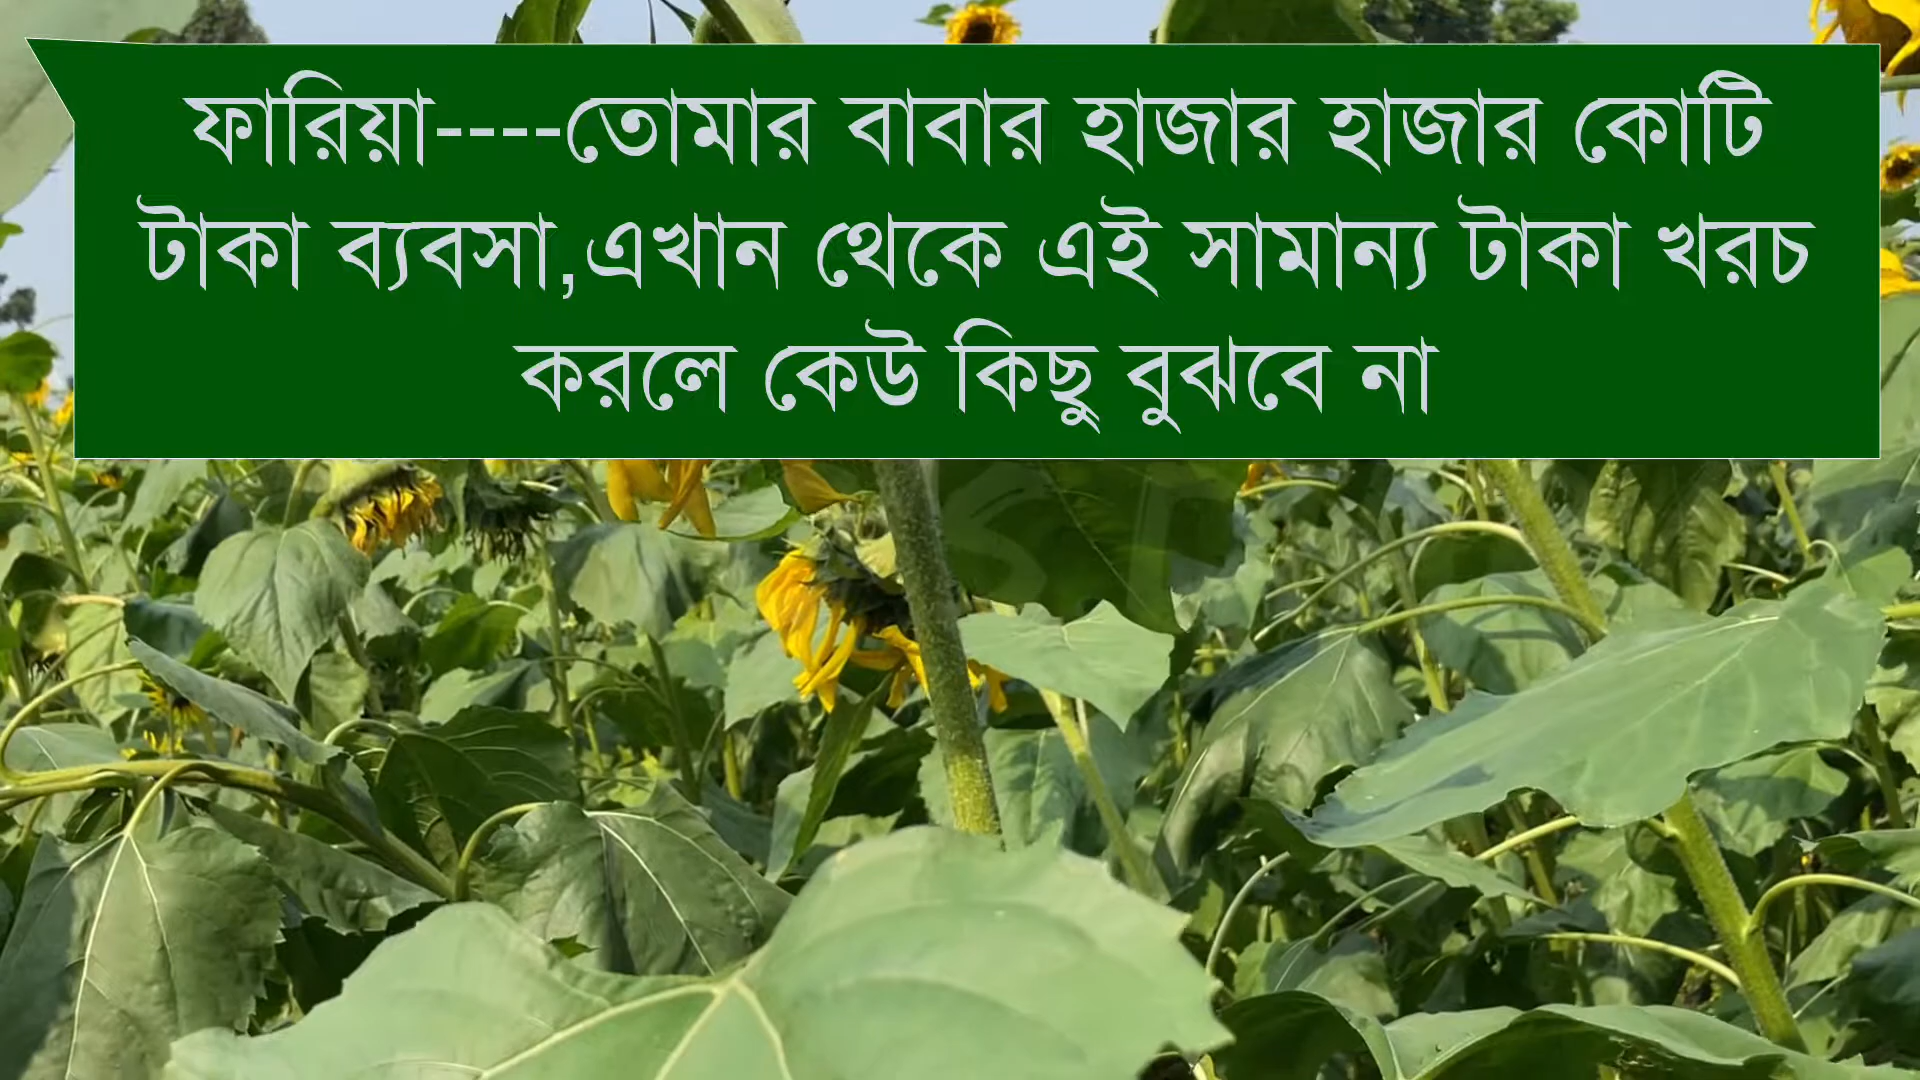 ফারিয়া----তোমার বাবার হাজার হাজার কোটি
টাকা ব্যবসা,এখান থেকে এই সামান্য টাকা খরচ
করলে কেউ কিছু বুঝবে না